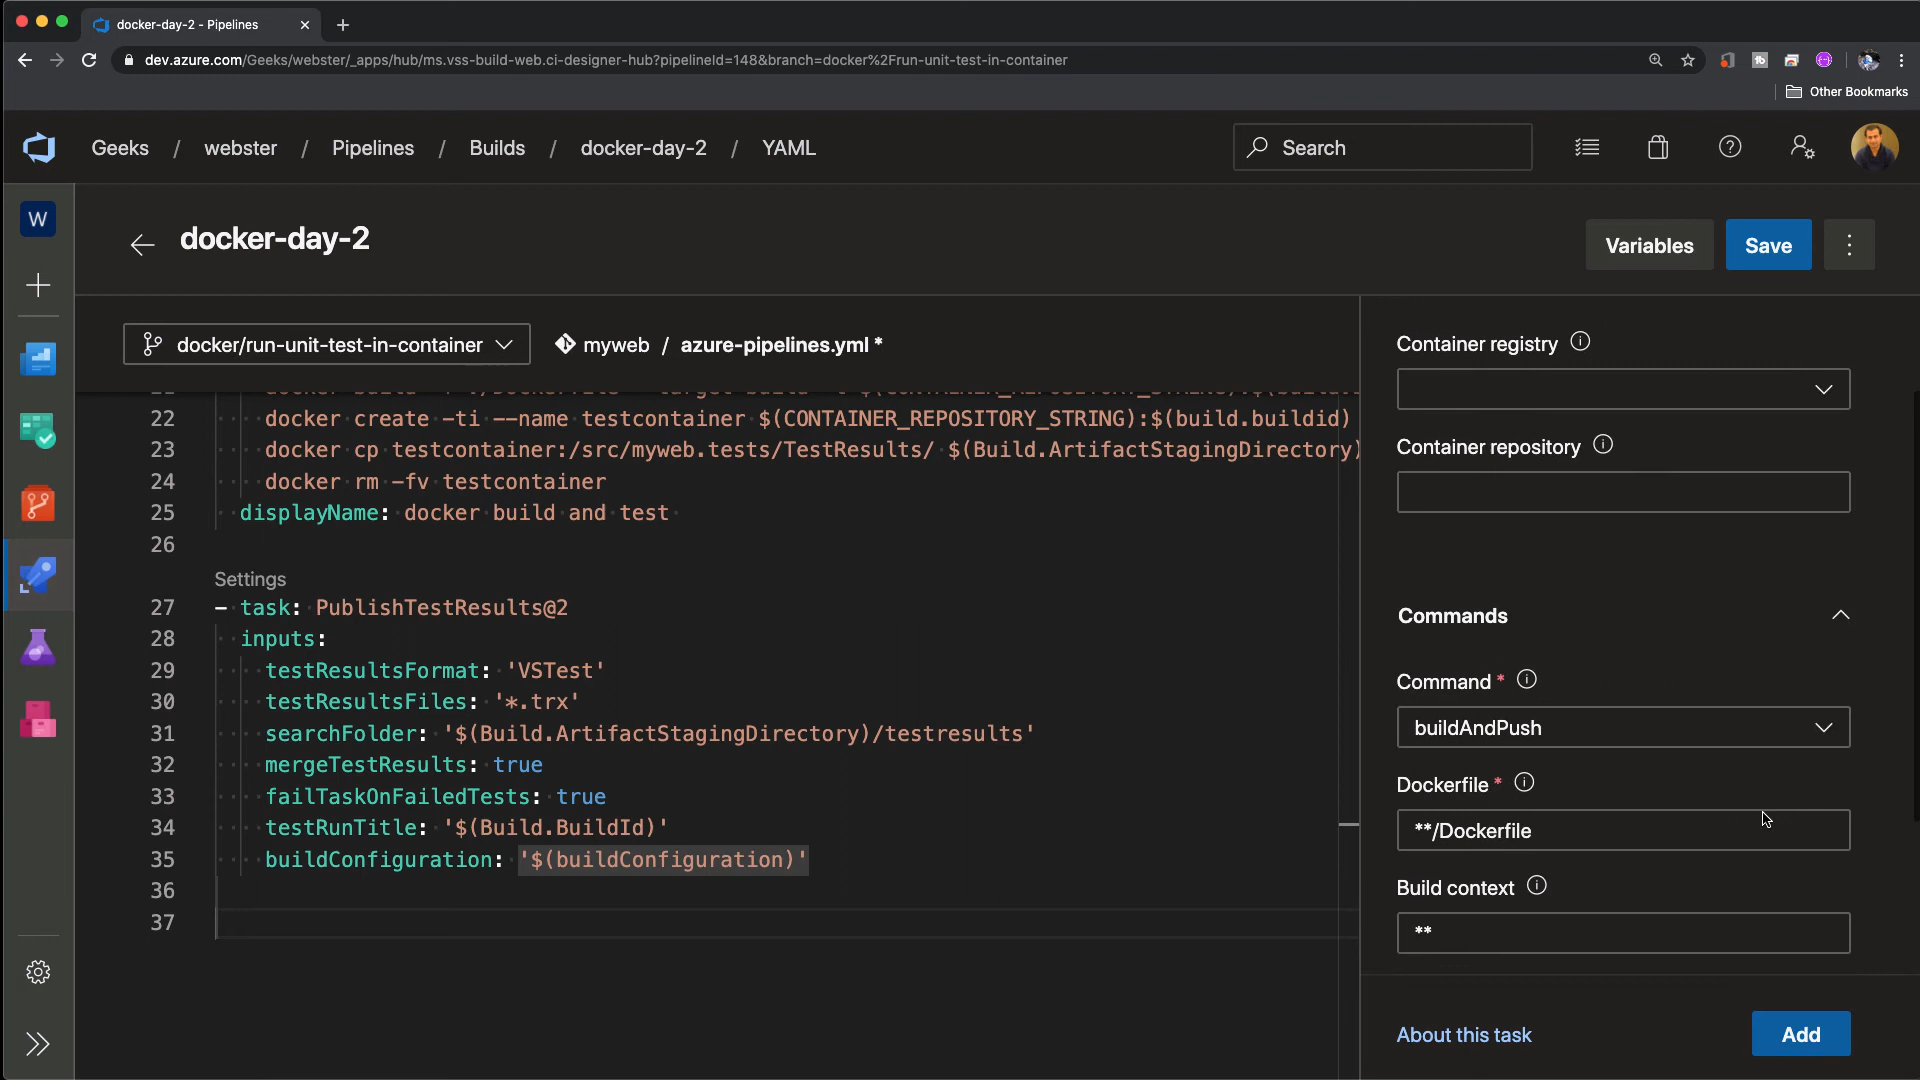 docker-day-2 - Pipelines
dev.azure.com/Geeks/webster/_apps/hub/ms.vss-build-web.ci-designer-hub?pipelineId=148&branch=docker%2Frun-unit-test-in-container
Other Bookmarks
Geeks / webster / Pipelines / Builds / docker-day-2 / YAML
Search
W
docker-day-2
Variables
Save
docker/run-unit-test-in-container
myweb / azure-pipelines.yml *
22 docker create -ti --name testcontainer $(CONTAINER_REPOSITORY_STRING):$(build.buildid)
23 docker cp testcontainer:/src/myweb.tests/TestResults/ $(Build.ArtifactStagingDirectory)
24 docker rm -fv testcontainer
25 displayName: docker build and test
26
Settings
27 - task: PublishTestResults@2
28 inputs:
29 testResultsFormat: 'VSTest'
30 testResultsFiles: '*.trx'
31 searchFolder: '$(Build.ArtifactStagingDirectory)/testresults'
32 mergeTestResults: true
33 failTaskOnFailedTests: true
34 testRunTitle: '$(Build.BuildId)'
35 buildConfiguration: '$(buildConfiguration)'
36
37
Container registry
Container repository
Commands
Command *
buildAndPush
Dockerfile *
**/Dockerfile
Build context
**
About this task
Add